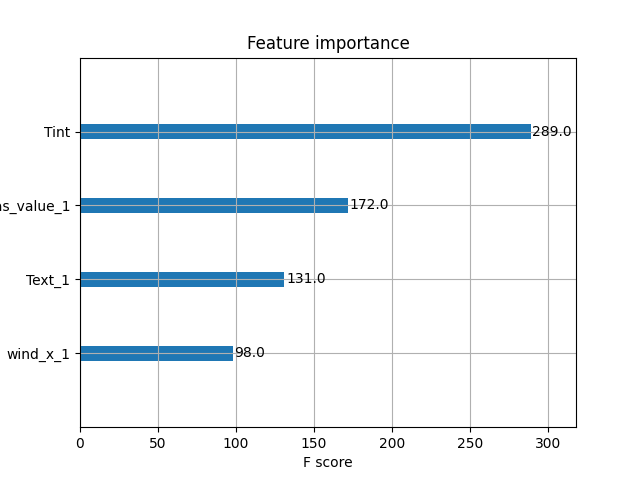 Feature importance
Tint
289.0
s_value_1
172.0
Text_1
131.0
wind_x_1
98.0
0 50 100 150 200 250 300
F score